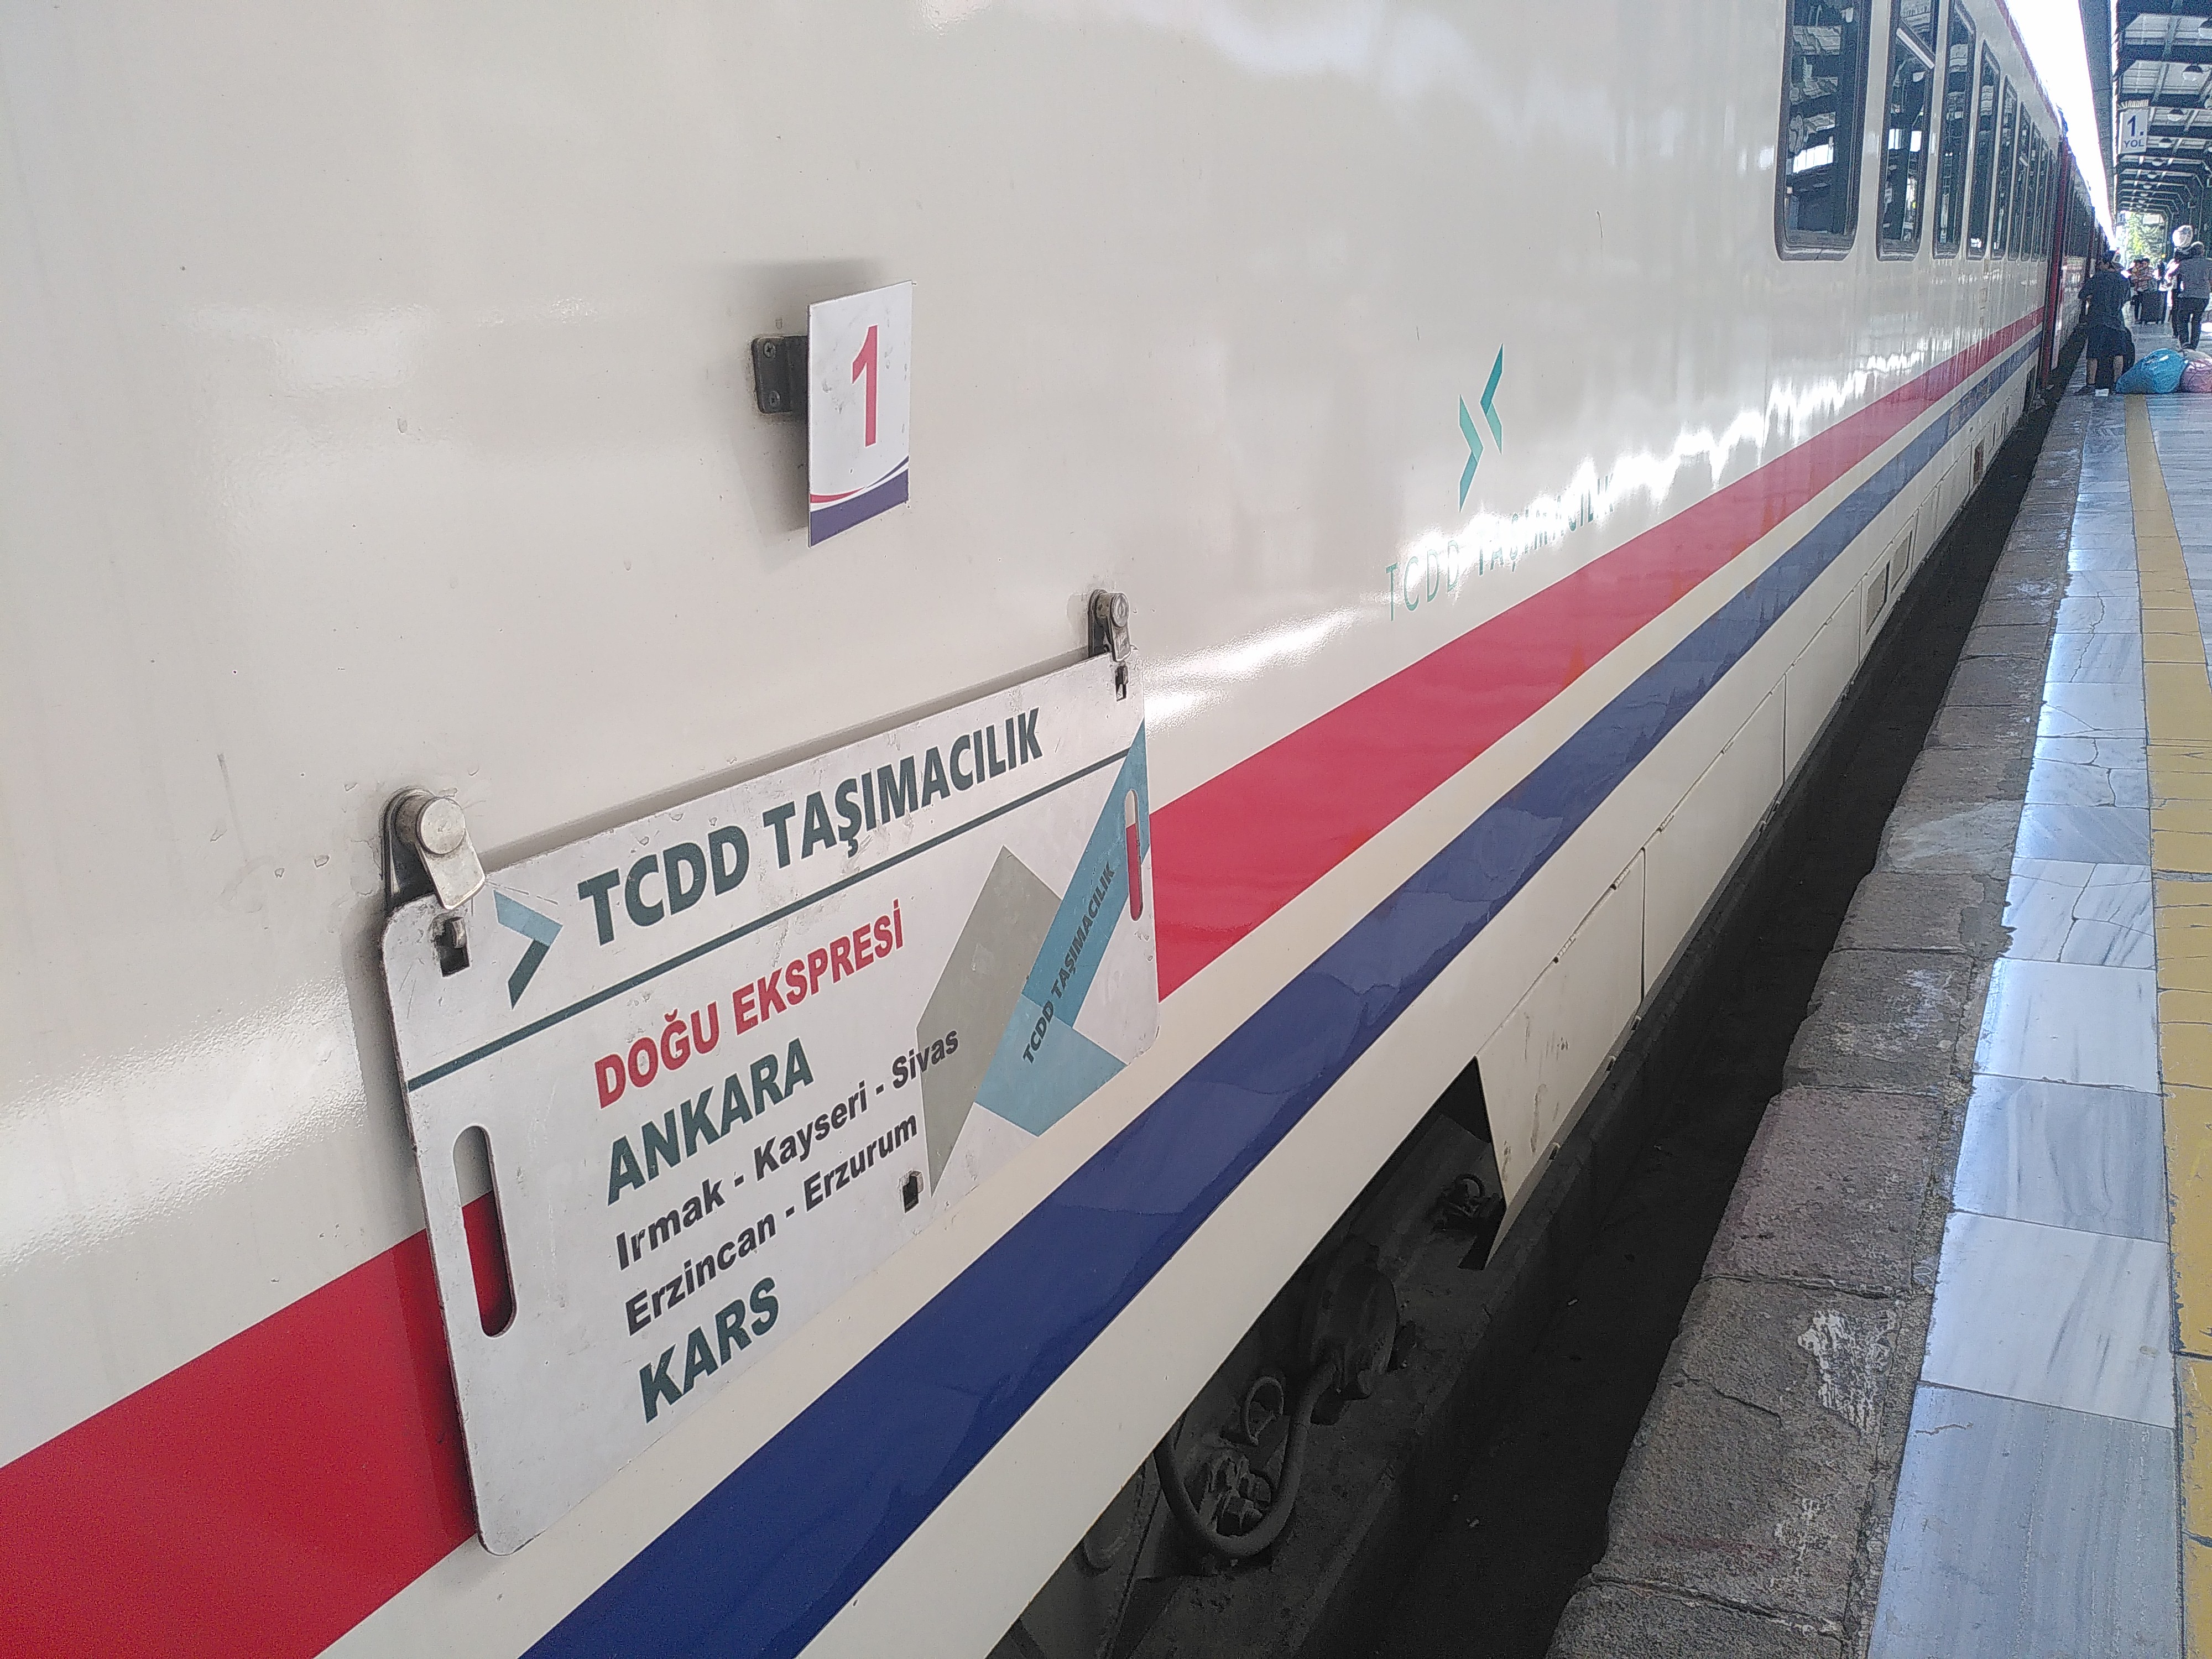 1
TCDD TAŞIMACILIK
DOĞU EKSPRESİ
ANKARA
Irmak - Kayseri - Sivas
Erzincan - Erzurum
KARS
TCDD TAŞIMACILIK
TCDD TAŞIMACILIK
1.
YOL